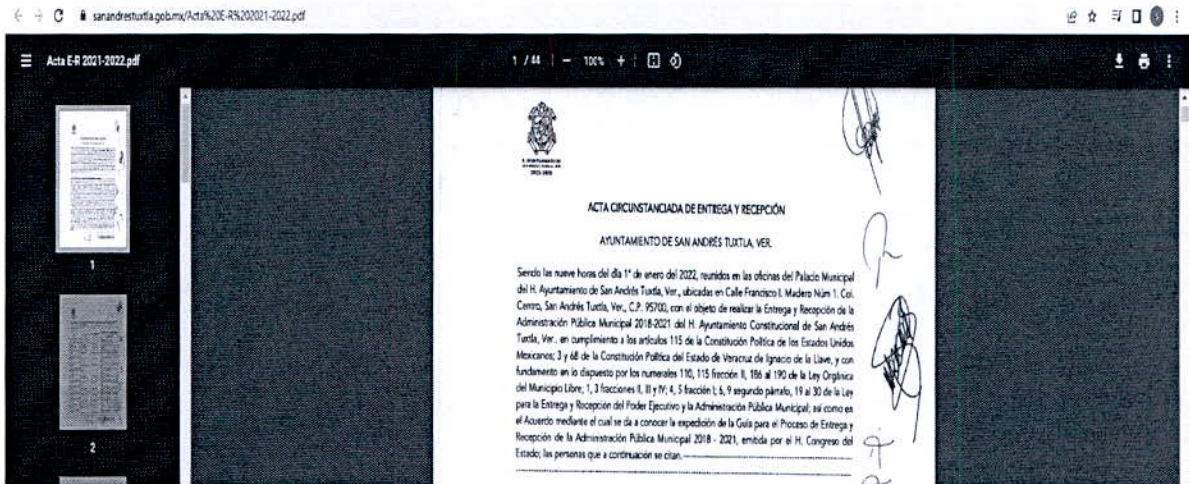 sanandrestuxtla.gob.mx/Acta%20E-R%202021-2022.pdf
Acta E-R 2021-2022.pdf
1 / 44
100%
ACTA CIRCUNSTANCIADA DE ENTREGA Y RECEPCIÓN
AYUNTAMIENTO DE SAN ANDRÉS TUXTLA, VER.
Siendo las nueve horas del día 1° de enero del 2022, reunidos en las oficinas del Palacio Municipal
del H. Ayuntamiento de San Andrés Tuxtla, Ver., ubicadas en Calle Francisco I. Madero Núm 1. Col.
Centro, San Andrés Tuxtla, Ver., C.P. 95700, con el objeto de realizar la Entrega y Recepción de la
Administración Pública Municipal 2018-2021 del H. Ayuntamiento Constitucional de San Andrés
Tuxtla, Ver., en cumplimiento a los artículos 115 de la Constitución Política de los Estados Unidos
Mexicanos; 3 y 68 de la Constitución Política del Estado de Veracruz de Ignacio de la Llave, y con
fundamento en lo dispuesto por los numerales 110, 115 fracción II, 186 al 190 de la Ley Orgánica
del Municipio Libre; 1, 3 fracciones II, III y IV; 4, 5 fracción I; 6, 9 segundo párrafo, 19 al 30 de la Ley
para la Entrega y Recepción del Poder Ejecutivo y la Administración Pública Municipal; así como en
el Acuerdo mediante el cual se da a conocer la expedición de la Guía para el Proceso de Entrega y
Recepción de la Administración Pública Municipal 2018 - 2021, emitida por el H. Congreso del
Estado; las personas que a continuación se citan.
1
2